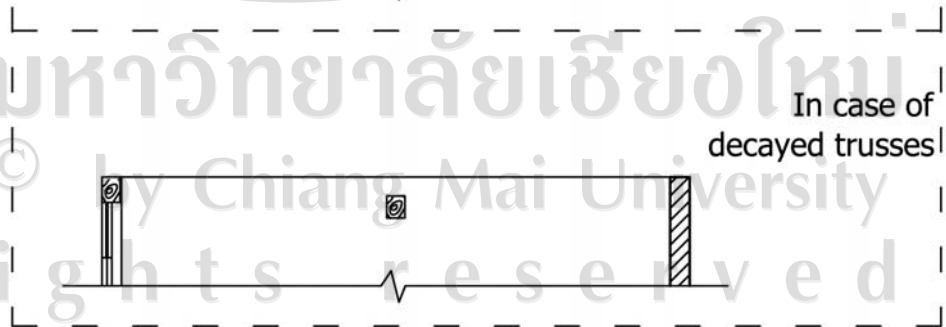 มหาวิทยาลัยเชียงใหม่
In case of
decayed trusses
© by Chiang Mai University
ights reserved